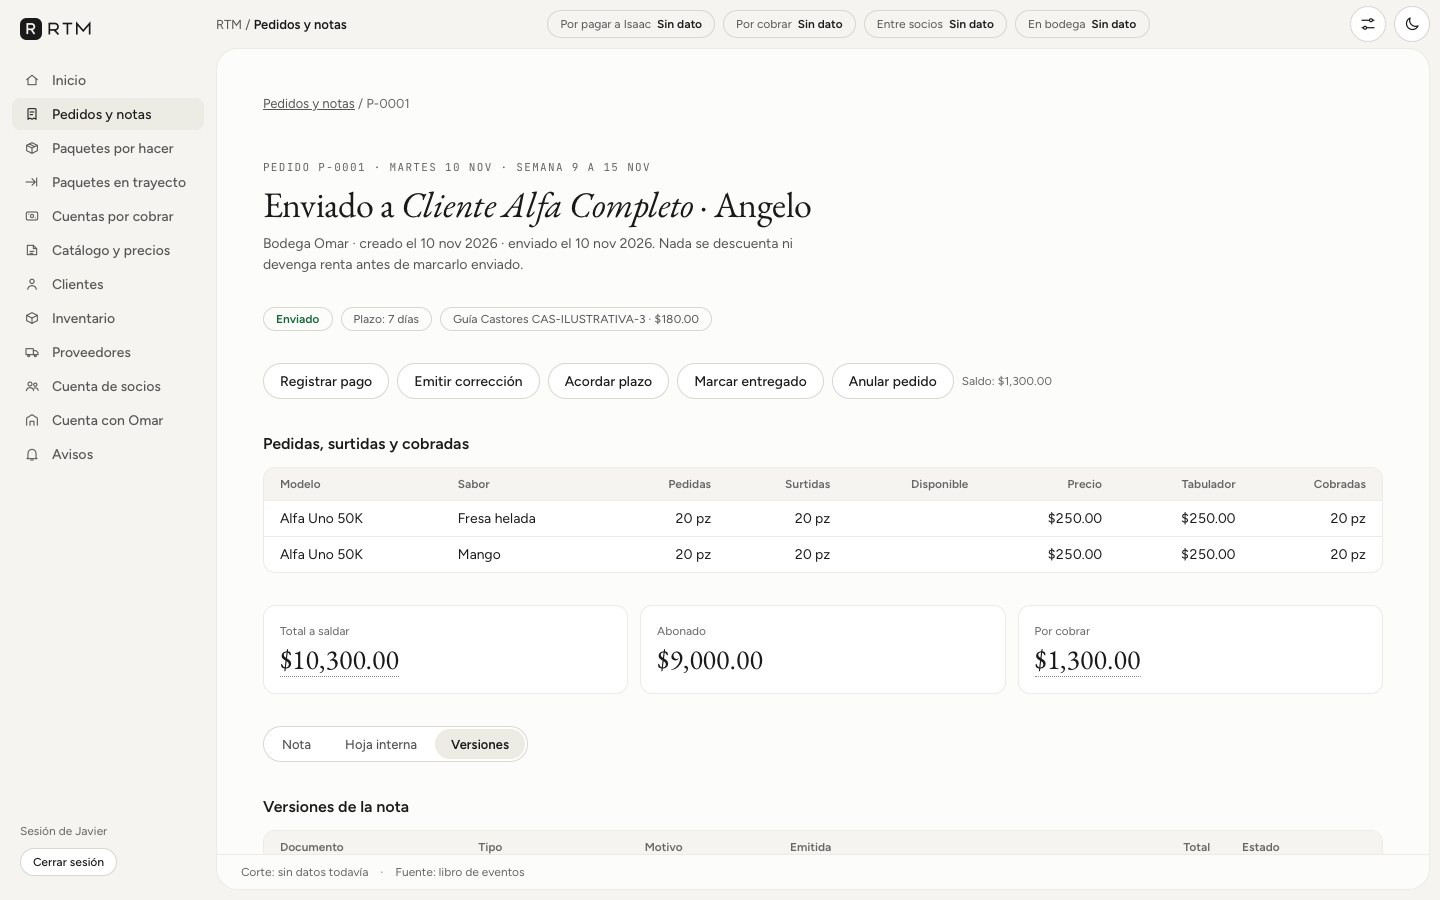 R RTM
RTM / Pedidos y notas
Por pagar a Isaac Sin dato
Por cobrar Sin dato
Entre socios Sin dato
En bodega Sin dato
Inicio
Pedidos y notas
Paquetes por hacer
Paquetes en trayecto
Cuentas por cobrar
Catálogo y precios
Clientes
Inventario
Proveedores
Cuenta de socios
Cuenta con Omar
Avisos
Sesión de Javier
Cerrar sesión
Pedidos y notas / P-0001
PEDIDO P-0001 · MARTES 10 NOV · SEMANA 9 A 15 NOV
Enviado a Cliente Alfa Completo · Angelo
Bodega Omar · creado el 10 nov 2026 · enviado el 10 nov 2026. Nada se descuenta ni
devenga renta antes de marcarlo enviado.
Enviado
Plazo: 7 días
Guía Castores CAS-ILUSTRATIVA-3 · $180.00
Registrar pago
Emitir corrección
Acordar plazo
Marcar entregado
Anular pedido
Saldo: $1,300.00
Pedidas, surtidas y cobradas
Modelo Sabor Pedidas Surtidas Disponible Precio Tabulador Cobradas
Alfa Uno 50K Fresa helada 20 pz 20 pz $250.00 $250.00 20 pz
Alfa Uno 50K Mango 20 pz 20 pz $250.00 $250.00 20 pz
Total a saldar
$10,300.00
Abonado
$9,000.00
Por cobrar
$1,300.00
Nota
Hoja interna
Versiones
Versiones de la nota
Documento Tipo Motivo Emitida Total Estado
Corte: sin datos todavía · Fuente: libro de eventos